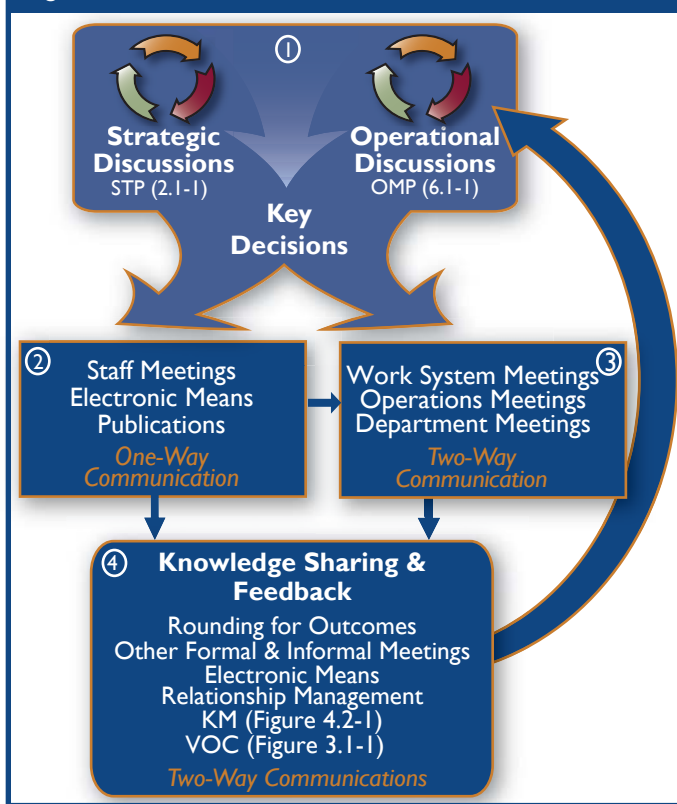 ①
Strategic
Discussions
STP (2.1-1)
Operational
Discussions
OMP (6.1-1)
Key
Decisions
②
Staff Meetings
Electronic Means
Publications
One-Way
Communication
③
Work System Meetings
Operations Meetings
Department Meetings
Two-Way
Communication
④
Knowledge Sharing &
Feedback
Rounding for Outcomes
Other Formal & Informal Meetings
Electronic Means
Relationship Management
KM (Figure 4.2-1)
VOC (Figure 3.1-1)
Two-Way Communications